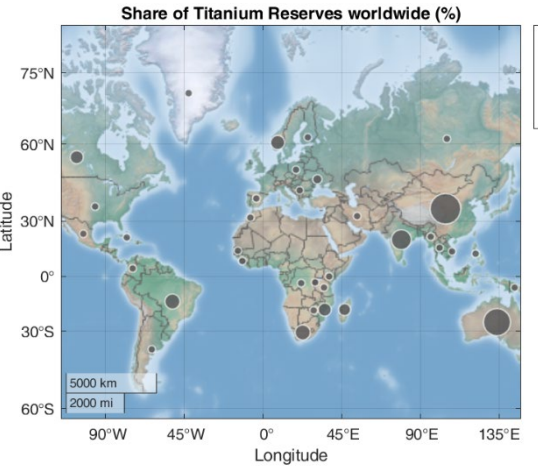 Share of Titanium Reserves worldwide (%)
75°N
60°N
30°N
0°
30°S
60°S
Latitude
5000 km
2000 mi
90°W
45°W
0°
45°E
90°E
135°E
Longitude